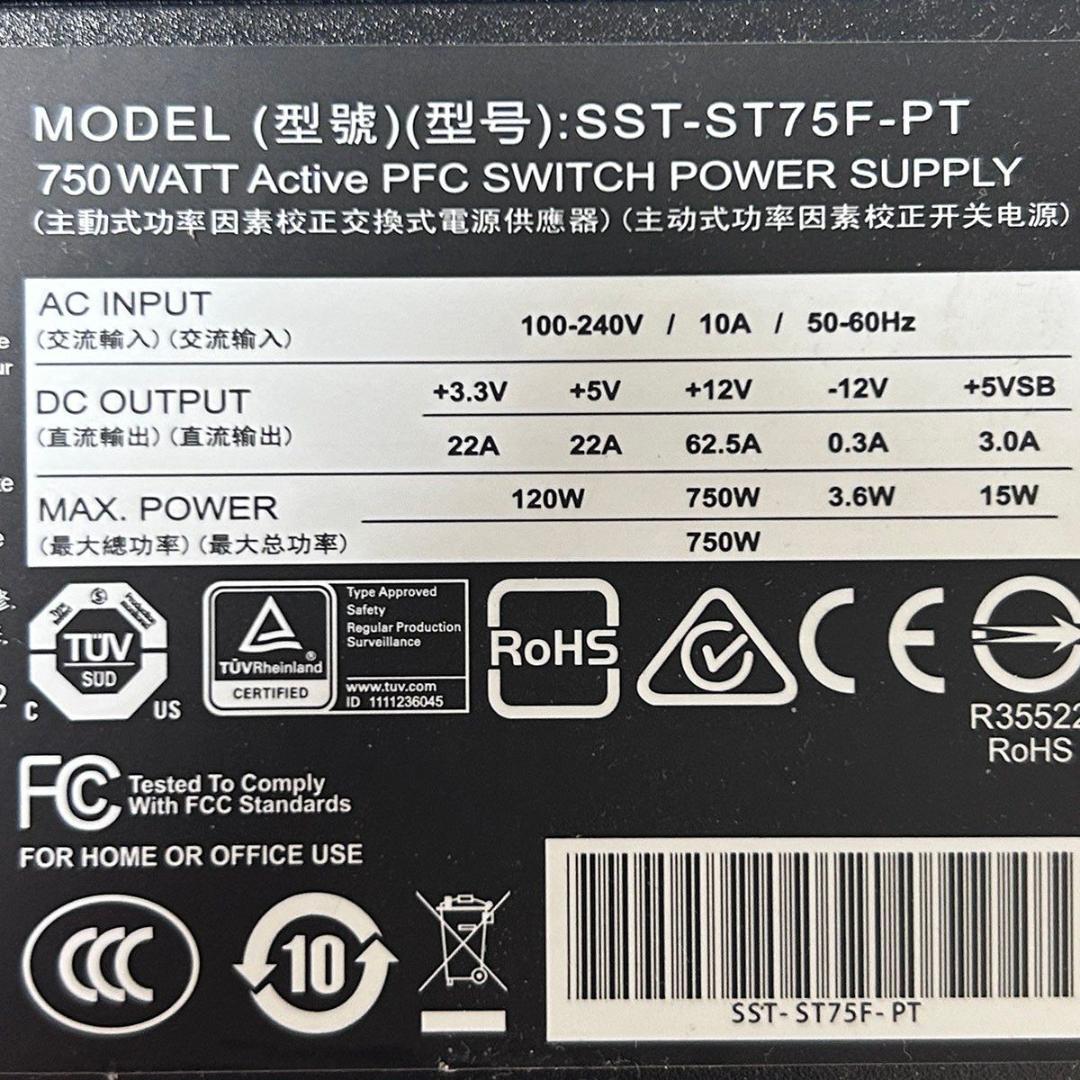 MODEL (型號)(型号):SST-ST75F-PT
750 WATT Active PFC SWITCH POWER SUPPLY
(主動式功率因素校正交換式電源供應器) (主动式功率因素校正开关电源)
AC INPUT
(交流輸入) (交流输入)
100-240V / 10A / 50-60Hz
DC OUTPUT
(直流輸出) (直流输出)
+3.3V +5V +12V -12V +5VSB
22A 22A 62.5A 0.3A 3.0A
MAX. POWER
(最大總功率) (最大总功率)
120W 750W 3.6W 15W
750W
TÜV
SÜD
C US
TÜVRheinland®
CERTIFIED
Type Approved
Safety
Regular Production
Surveillance
www.tuv.com
ID 1111236045
RoHS
CE
R35522
RoHS
FC Tested To Comply
With FCC Standards
FOR HOME OR OFFICE USE
CCC
10
SST- ST75F- PT